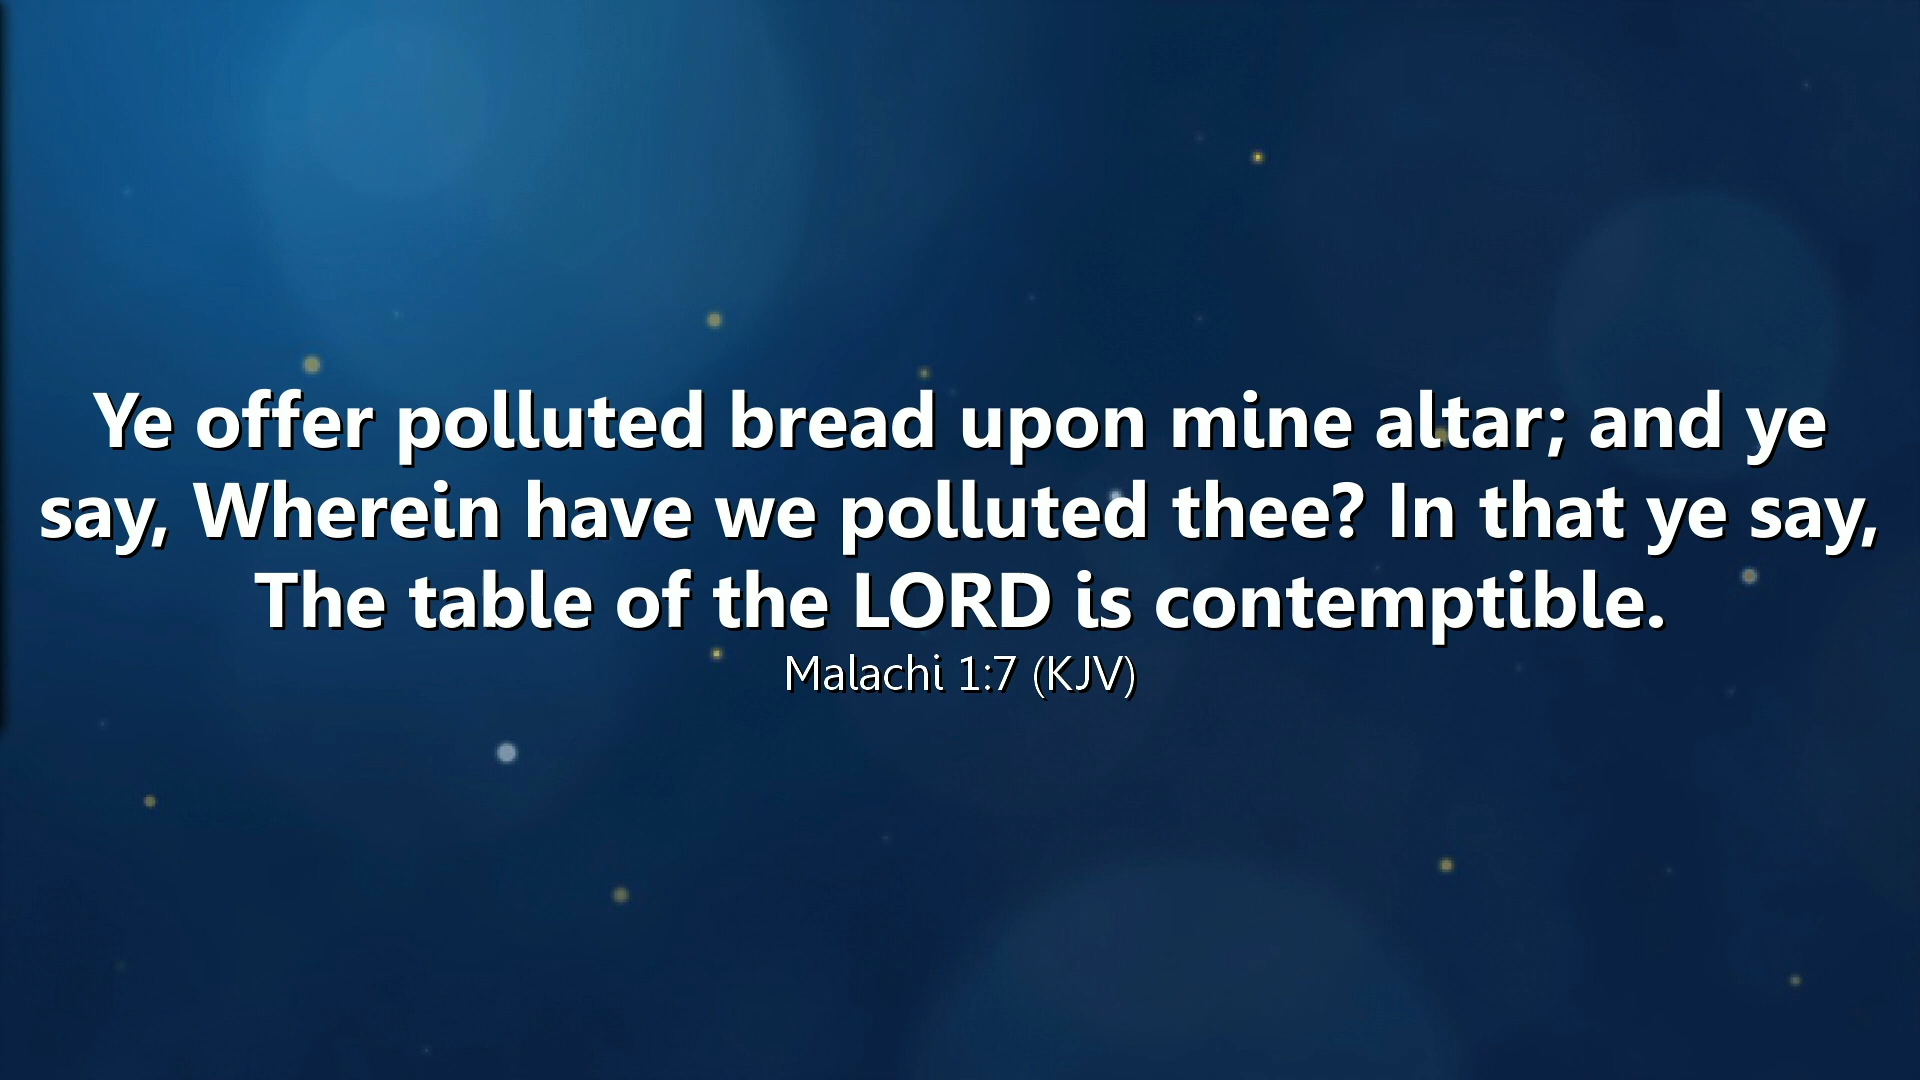 Ye offer polluted bread upon mine altar; and ye
say, Wherein have we polluted thee? In that ye say,
The table of the LORD is contemptible.
Malachi 1:7 (KJV)